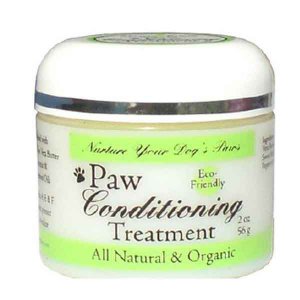 Nurture Your Dog's Paws
Paw
Eco-
Friendly
Conditioning
2 oz
56 g
Treatment
All Natural & Organic